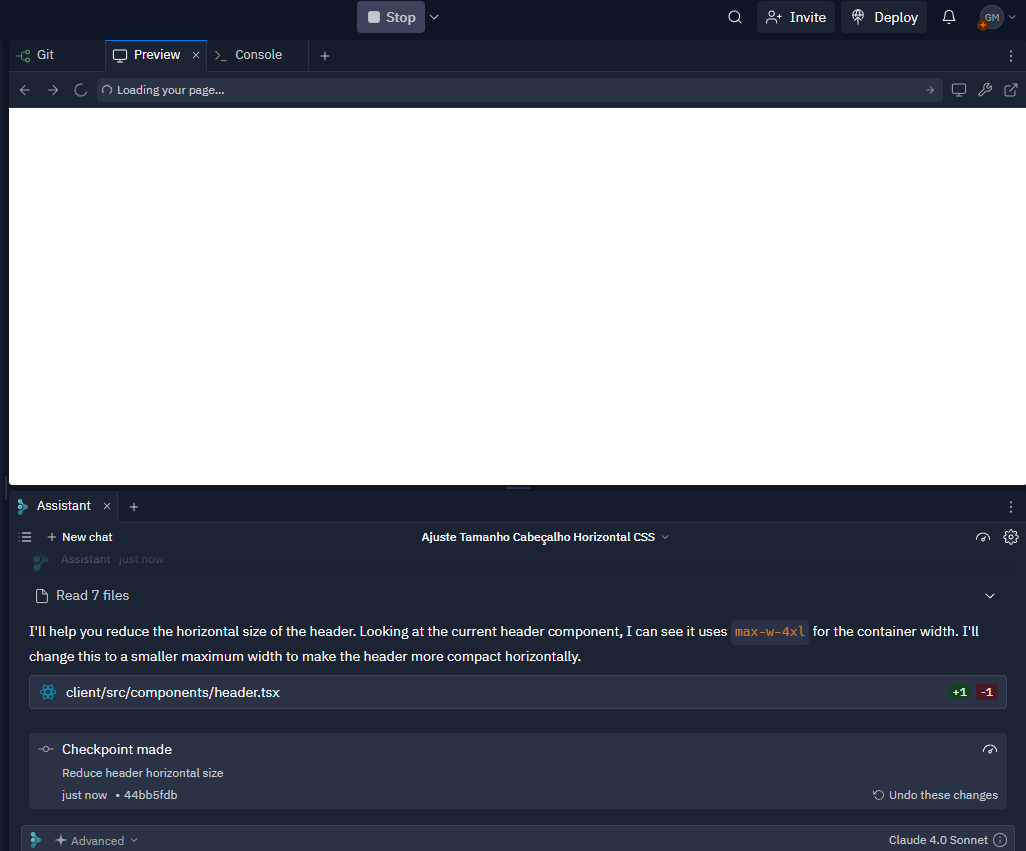 Stop
Invite
Deploy
GM
Git
Preview
Console
Loading your page...
Assistant
New chat
Ajuste Tamanho Cabeçalho Horizontal CSS
Assistant just now
Read 7 files
I'll help you reduce the horizontal size of the header. Looking at the current header component, I can see it uses max-w-4xl for the container width. I'll
change this to a smaller maximum width to make the header more compact horizontally.
client/src/components/header.tsx +1 -1
Checkpoint made
Reduce header horizontal size
just now • 44bb5fdb Undo these changes
Advanced Claude 4.0 Sonnet